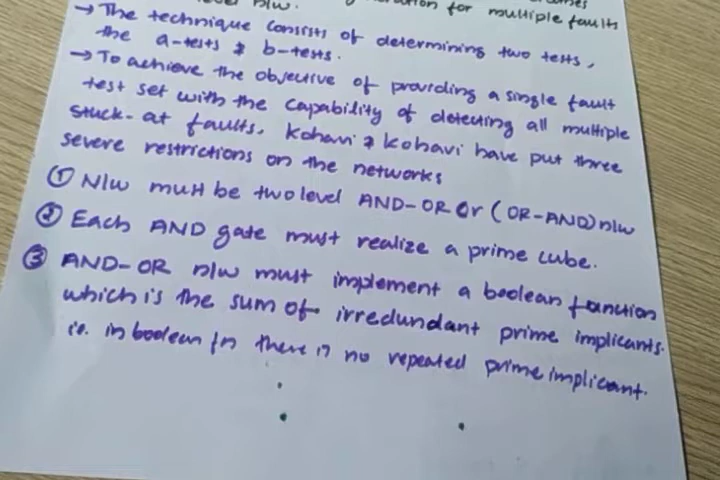 level n/w. for multiple faults
→ The technique consists of determining two tests,
the a-tests & b-tests.
→ To achieve the objective of providing a single fault
test set with the capability of detecting all multiple
stuck-at faults, Kohavi & Kohavi have put three
severe restrictions on the networks
① N/w must be two level AND-OR or (OR-AND) n/w
② Each AND gate must realize a prime cube.
③ AND-OR n/w must implement a boolean function
which is the sum of irredundant prime implicants.
i.e. in boolean fn there is no repeated prime implicant.